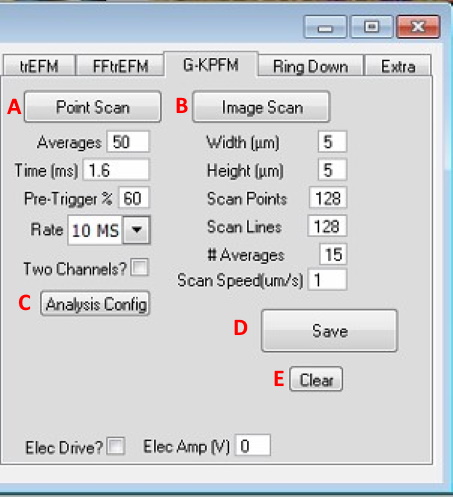 trEFM FFtrEFM G-KPFM Ring Down Extra
A Point Scan B Image Scan
Averages 50 Width (µm) 5
Time (ms) 1.6 Height (µm) 5
Pre-Trigger % 60 Scan Points 128
Rate 10 MS Scan Lines 128
# Averages 15
Two Channels? Scan Speed(um/s) 1
C Analysis Config
D Save
E Clear
Elec Drive? Elec Amp (V) 0